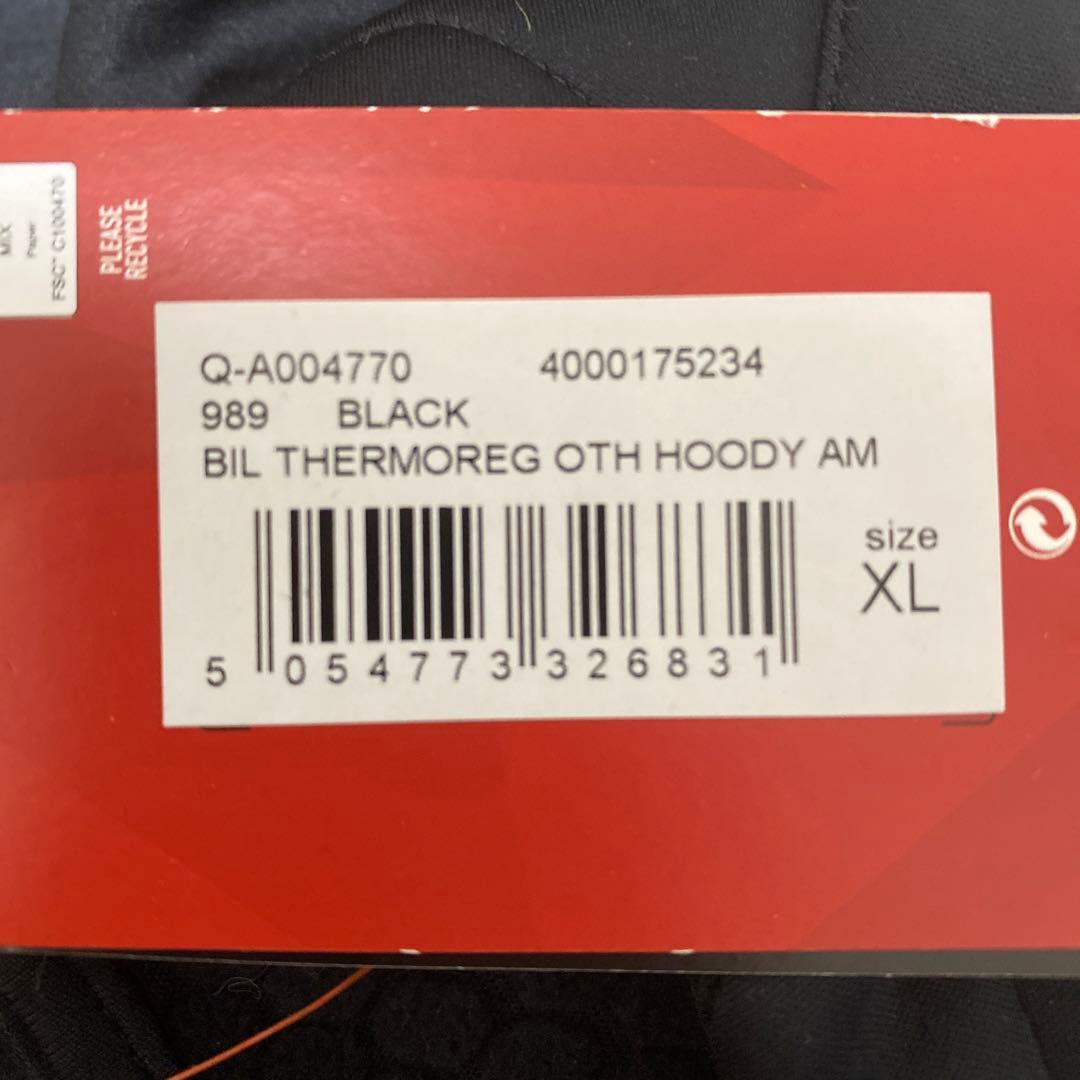 MIX
Paper
FSC™ C100470
PLEASE
RECYCLE
Q-A004770 4000175234
989 BLACK
BIL THERMOREG OTH HOODY AM
size
XL
5 054773 326831